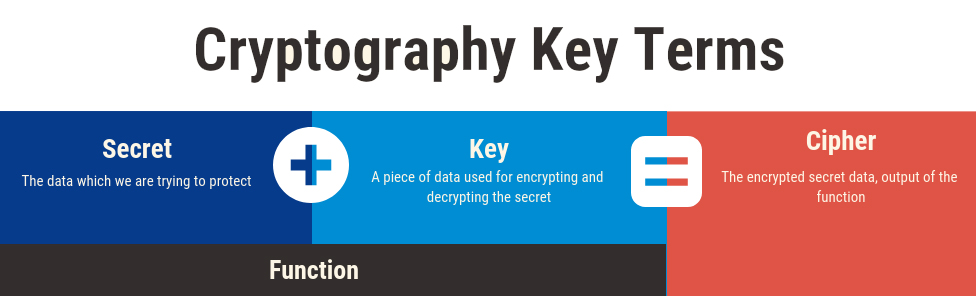 Cryptography Key Terms
Secret
The data which we are trying to protect
Key
A piece of data used for encrypting and
decrypting the secret
Cipher
The encrypted secret data, output of the
function
Function